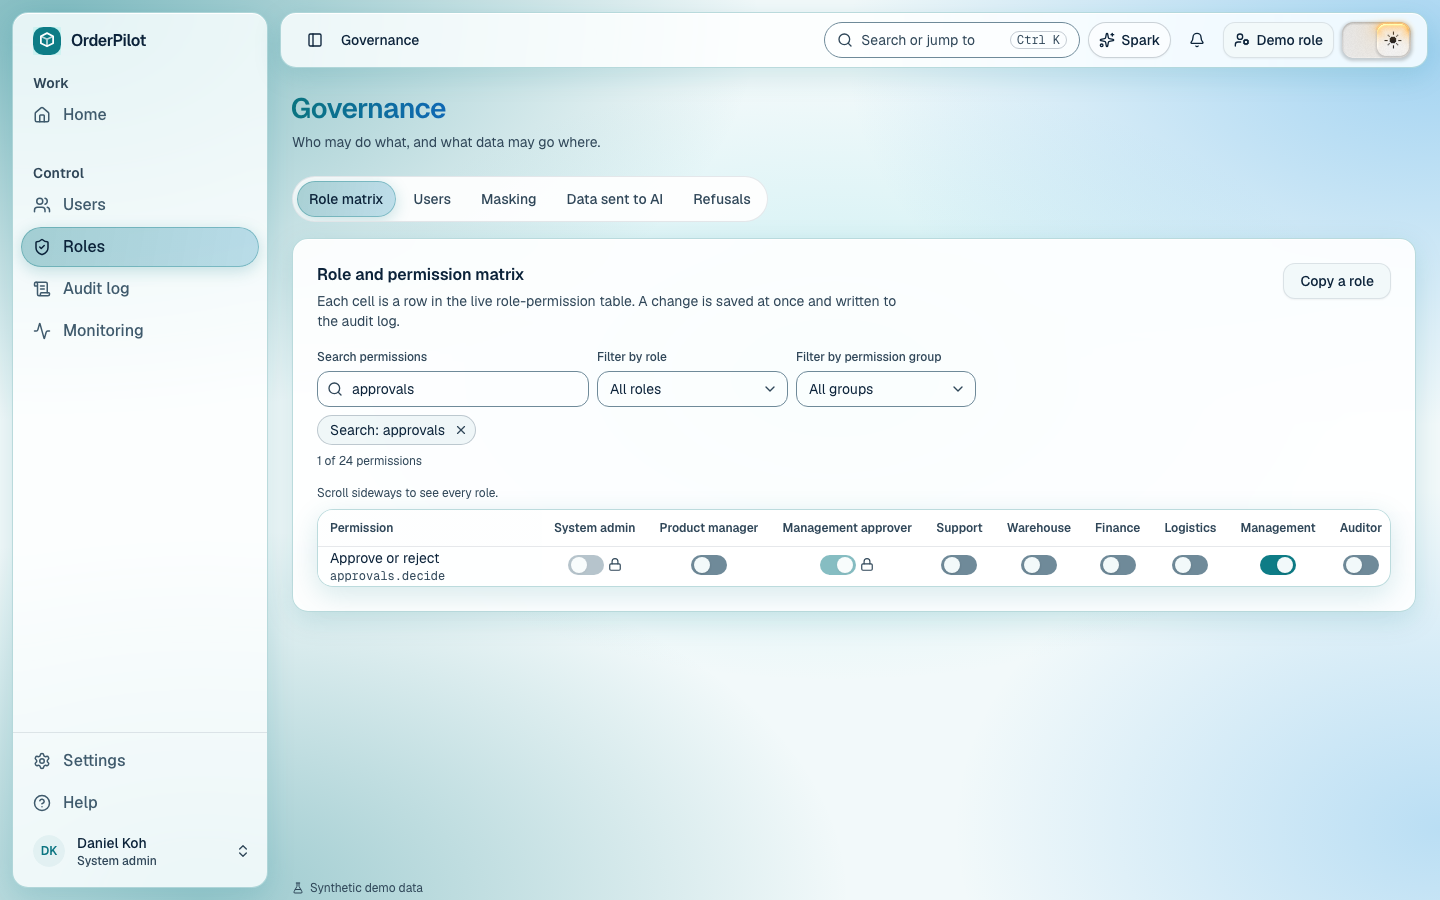 OrderPilot
Work
Home
Control
Users
Roles
Audit log
Monitoring
Settings
Help
DK
Daniel Koh
System admin
Governance
Search or jump to
Ctrl K
Spark
Demo role
Governance
Who may do what, and what data may go where.
Role matrix
Users
Masking
Data sent to AI
Refusals
Role and permission matrix
Each cell is a row in the live role-permission table. A change is saved at once and written to
the audit log.
Copy a role
Search permissions
Filter by role
Filter by permission group
approvals
All roles
All groups
Search: approvals
1 of 24 permissions
Scroll sideways to see every role.
Permission System admin Product manager Management approver Support Warehouse Finance Logistics Management Auditor
Approve or reject
approvals.decide
Synthetic demo data